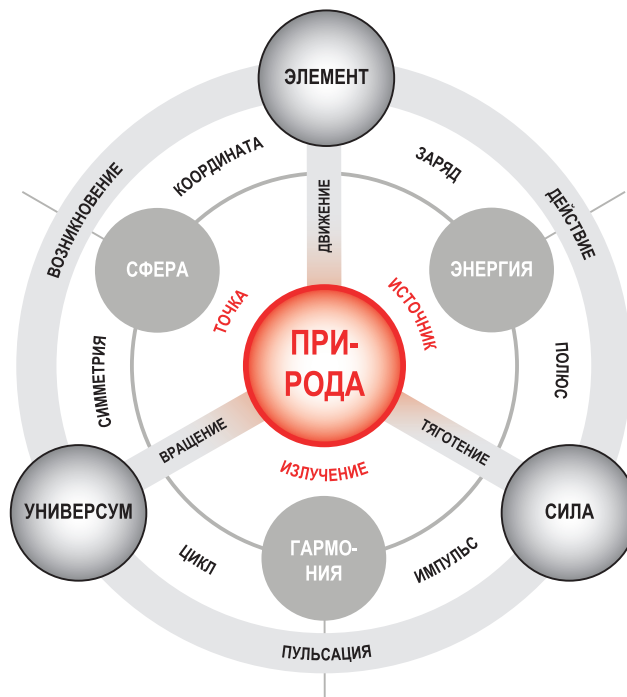 ЭЛЕМЕНТ
КООРДИНАТА
ЗАРЯД
ВОЗНИКНОВЕНИЕ
ДЕЙСТВИЕ
ДВИЖЕНИЕ
СФЕРА
ЭНЕРГИЯ
ТОЧКА
ИСТОЧНИК
ПРИ-
РОДА
СИММЕТРИЯ
ПОЛЮС
ВРАЩЕНИЕ
ТЯГОТЕНИЕ
ИЗЛУЧЕНИЕ
УНИВЕРСУМ
СИЛА
ГАРМО-
НИЯ
ЦИКЛ
ИМПУЛЬС
ПУЛЬСАЦИЯ